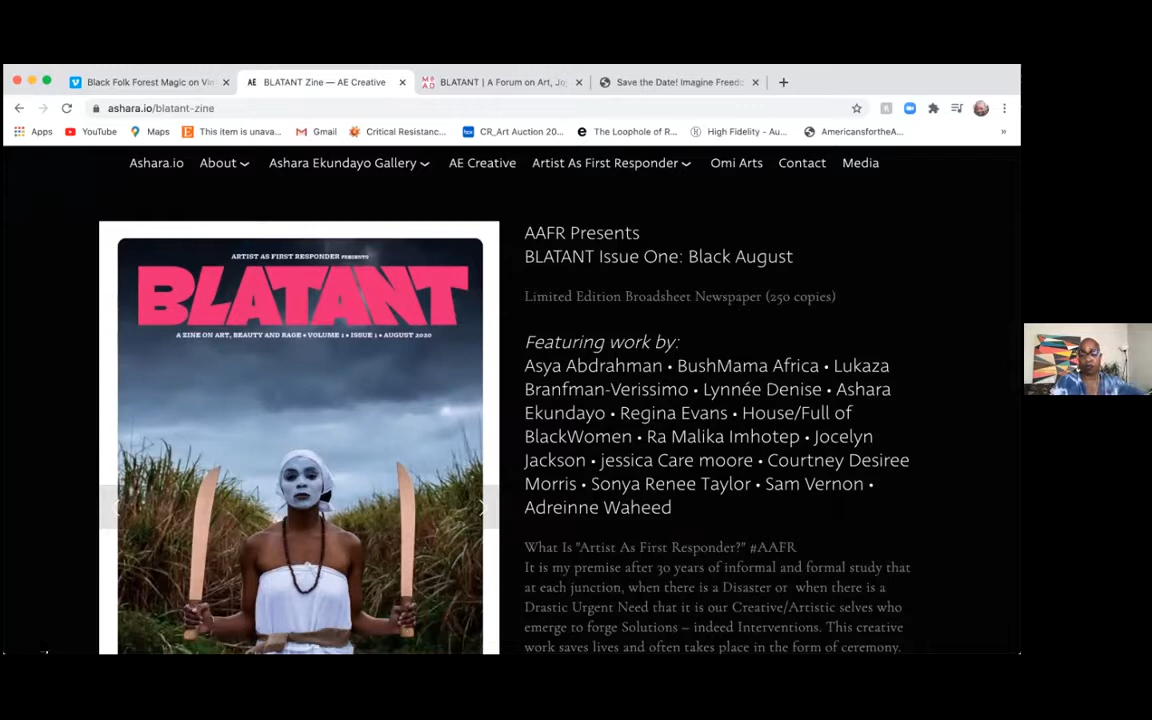 Black Folk Forest Magic on Vim
BLATANT Zine — AE Creative
BLATANT | A Forum on Art, Jo
Save the Date! Imagine Freedo
ashara.io/blatant-zine
Apps
YouTube
Maps
This item is unava...
Gmail
Critical Resistanc...
CR_Art Auction 20...
The Loophole of R...
High Fidelity - Au...
AmericansfortheA...
»
Ashara.io
About
Ashara Ekundayo Gallery
AE Creative
Artist As First Responder
Omi Arts
Contact
Media
ARTIST AS FIRST RESPONDER PRESENTS
BLATANT
A ZINE ON ART, BEAUTY AND RAGE • VOLUME 1 • ISSUE 1 • AUGUST 2020
AAFR Presents
BLATANT Issue One: Black August
Limited Edition Broadsheet Newspaper (250 copies)
Featuring work by:
Asya Abdrahman • BushMama Africa • Lukaza
Branfman-Verissimo • Lynnée Denise • Ashara
Ekundayo • Regina Evans • House/Full of
BlackWomen • Ra Malika Imhotep • Jocelyn
Jackson • jessica Care moore • Courtney Desiree
Morris • Sonya Renee Taylor • Sam Vernon •
Adreinne Waheed
What Is "Artist As First Responder?" #AAFR
It is my premise after 30 years of informal and formal study that
at each junction, when there is a Disaster or when there is a
Drastic Urgent Need that it is our Creative/Artistic selves who
emerge to forge Solutions – indeed Interventions. This creative
work saves lives and often takes place in the form of ceremony.